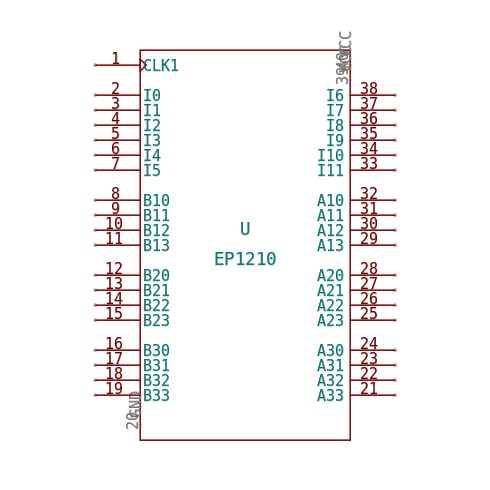 VCC
39
1 CLK1
2 I0 I6 38
3 I1 I7 37
4 I2 I8 36
5 I3 I9 35
6 I4 I10 34
7 I5 I11 33
8 B10 A10 32
9 B11 A11 31
10 B12 A12 30
11 B13 A13 29
U
EP1210
12 B20 A20 28
13 B21 A21 27
14 B22 A22 26
15 B23 A23 25
16 B30 A30 24
17 B31 A31 23
18 B32 A32 22
19 B33 A33 21
20 GND